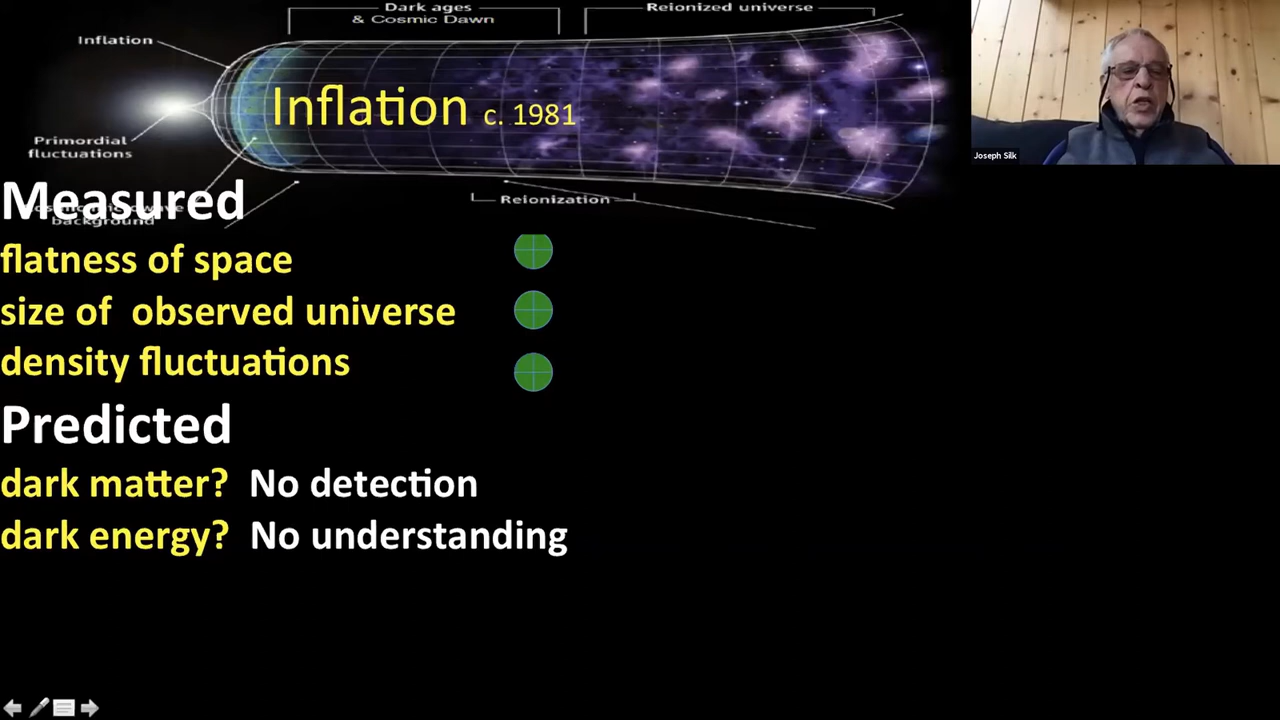 Dark ages
& Cosmic Dawn
Reionized universe
Inflation
Inflation c. 1981
Primordial
fluctuations
Joseph Silk
Measured
background
Reionization
flatness of space
size of observed universe
density fluctuations
Predicted
dark matter? No detection
dark energy? No understanding